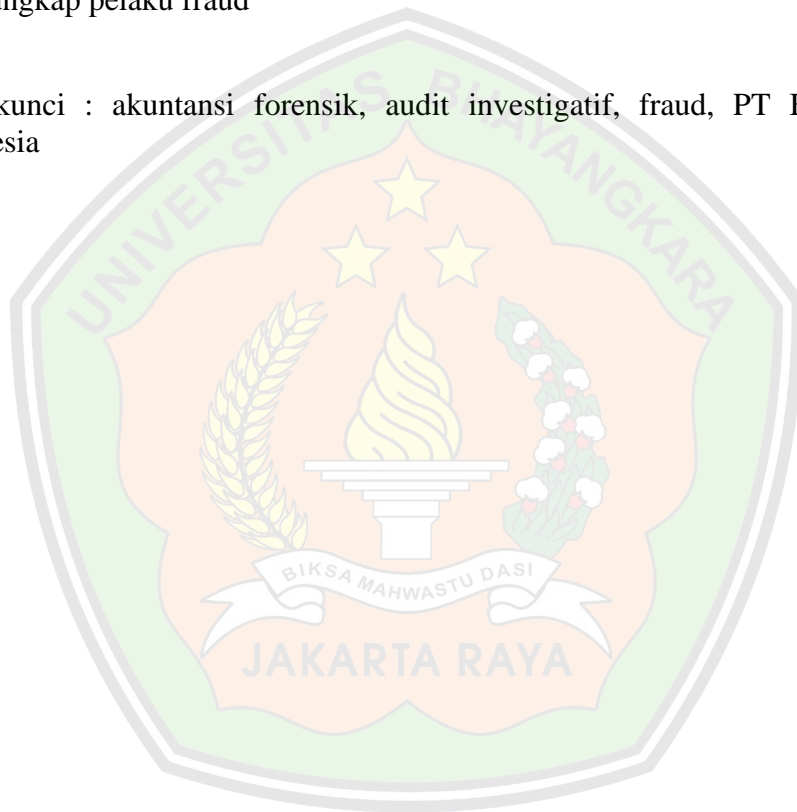 ngkap pelaku fraud
kunci : akuntansi forensik, audit investigatif, fraud, PT
esia
UNIVERSITAS BHAYANGKARA
BIKSA MAHWASTU DASI
JAKARTA RAYA